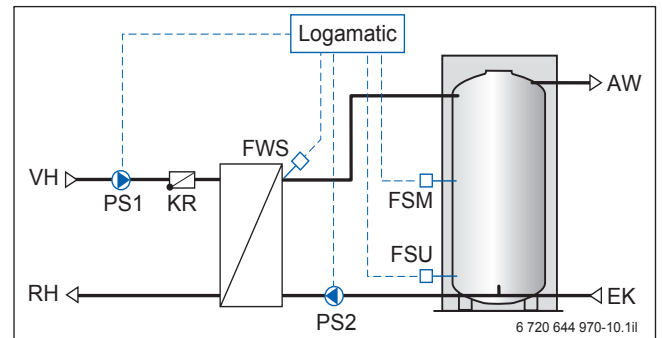 Logamatic
AW
FWS
VH
PS1
KR
FSM
FSU
RH
PS2
EK
6 720 644 970-10.1il